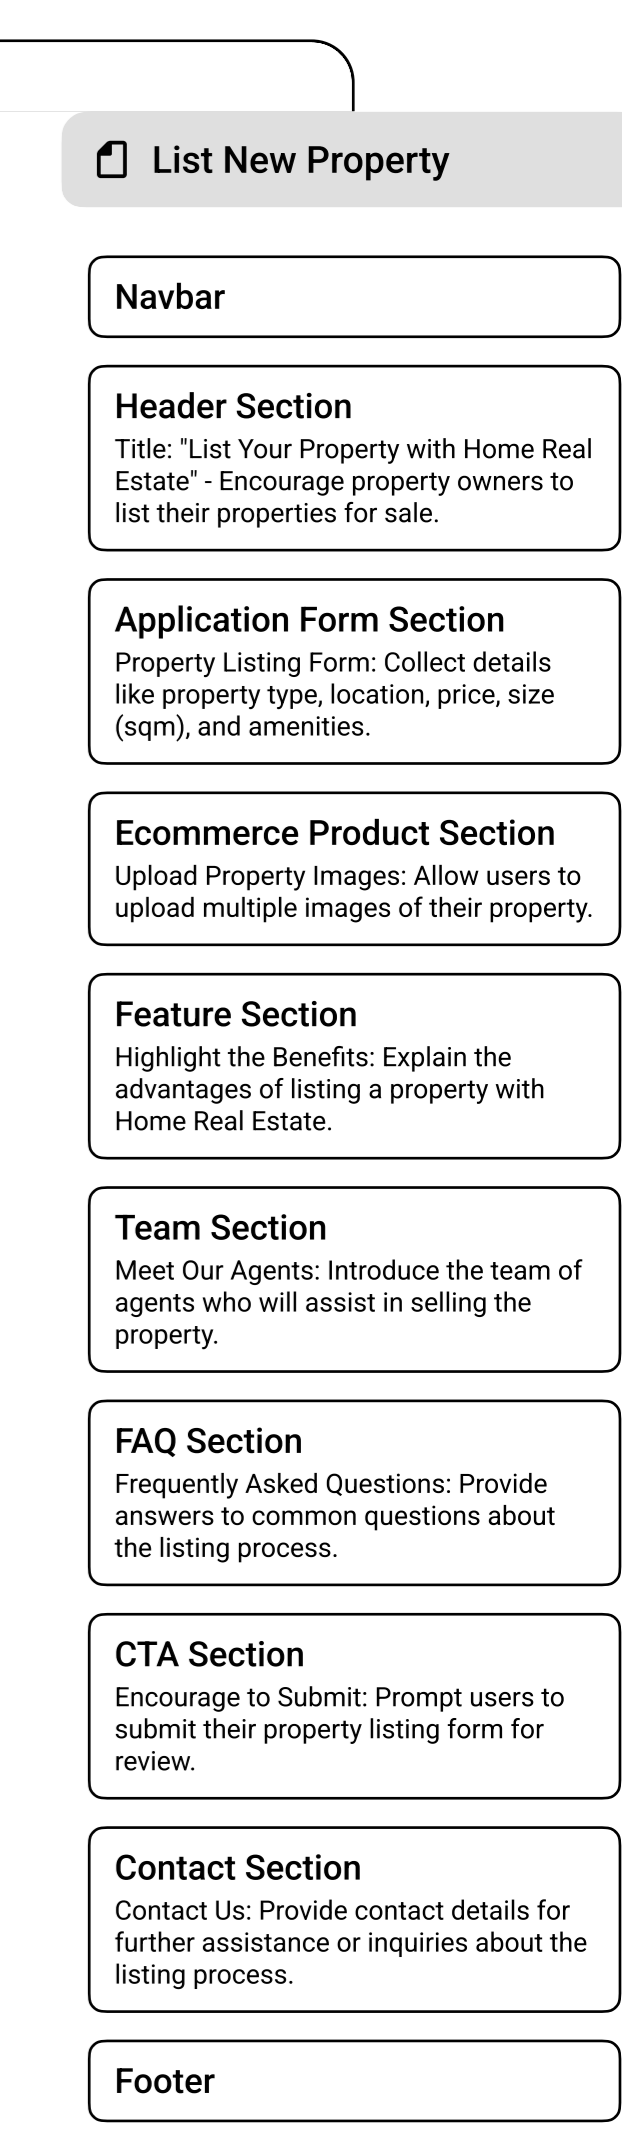 List New Property
Navbar
Header Section
Title: "List Your Property with Home Real
Estate" - Encourage property owners to
list their properties for sale.
Application Form Section
Property Listing Form: Collect details
like property type, location, price, size
(sqm), and amenities.
Ecommerce Product Section
Upload Property Images: Allow users to
upload multiple images of their property.
Feature Section
Highlight the Benefits: Explain the
advantages of listing a property with
Home Real Estate.
Team Section
Meet Our Agents: Introduce the team of
agents who will assist in selling the
property.
FAQ Section
Frequently Asked Questions: Provide
answers to common questions about
the listing process.
CTA Section
Encourage to Submit: Prompt users to
submit their property listing form for
review.
Contact Section
Contact Us: Provide contact details for
further assistance or inquiries about the
listing process.
Footer